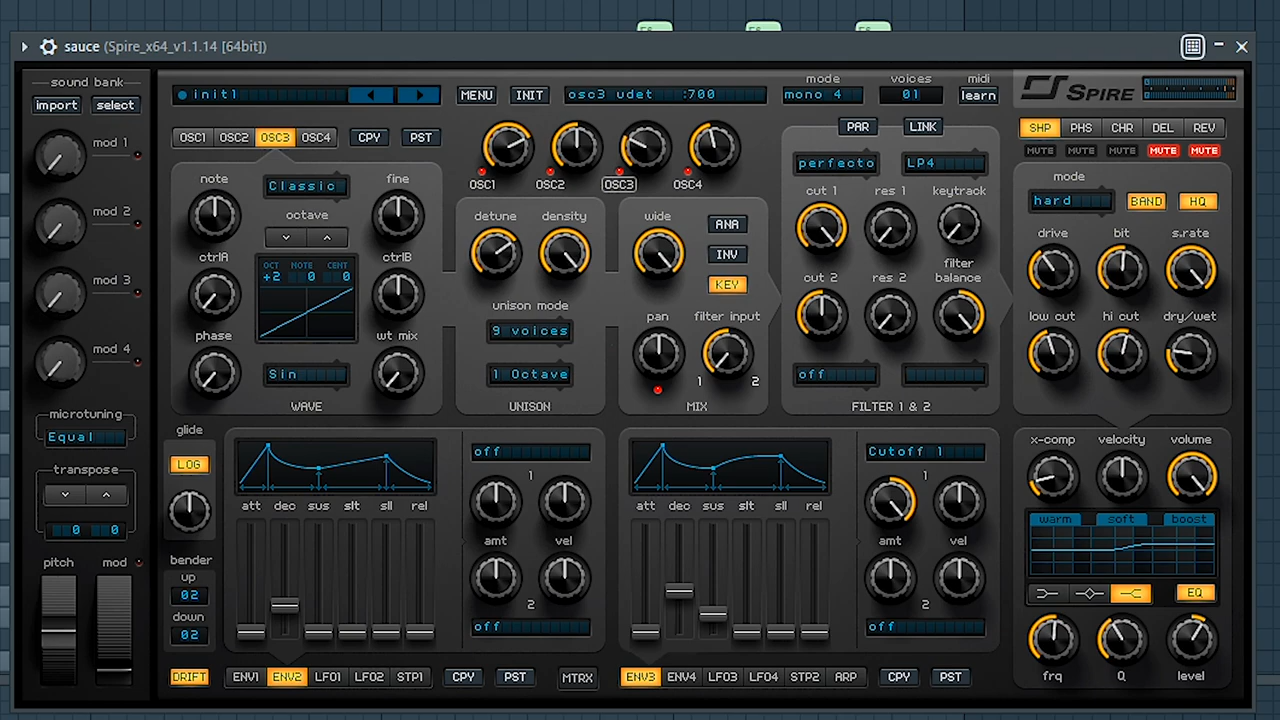 sauce (Spire_x64_v1.1.14 [64bit])
sound bank
import select
mod 1
mod 2
mod 3
mod 4
microtuning
Equal
transpose
0 0
pitch mod
init1
MENU INIT
osc3 udet :700
mode
mono 4
voices
01
midi
learn
SPIRE
OSC1 OSC2 OSC3 OSC4 CPY PST
OSC1 OSC2 OSC3 OSC4
note
Classic
fine
octave
ctrlA
OCT NOTE CENT
+2 0 0
ctrlB
phase
wt mix
Sin
WAVE
detune density
unison mode
9 voices
1 Octave
UNISON
wide
ANA
INV
KEY
pan filter input
1 2
MIX
PAR LINK
perfecto LP4
cut 1 res 1 keytrack
cut 2 res 2 filter balance
off
FILTER 1 & 2
SHP PHS CHR DEL REV
MUTE MUTE MUTE MUTE MUTE
mode
hard BAND HQ
drive bit s.rate
low cut hi cut dry/wet
glide
LOG
bender
up
02
down
02
DRIFT
att dec sus slt sll rel
off
1
amt vel
2
off
ENV1 ENV2 LFO1 LFO2 STP1 CPY PST MTRX
att dec sus slt sll rel
Cutoff 1
1
amt vel
2
off
ENV3 ENV4 LFO3 LFO4 STP2 ARP CPY PST
x-comp velocity volume
warm soft boost
EQ
frq Q level